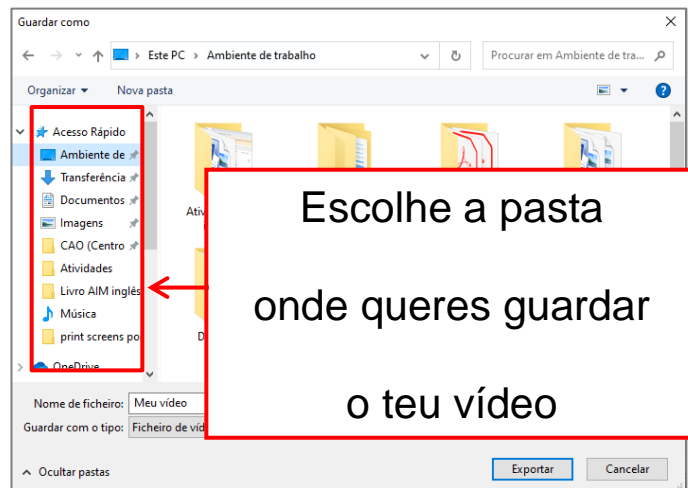 Guardar como
Este PC > Ambiente de trabalho
Procurar em Ambiente de tra...
Organizar
Nova pasta
Acesso Rápido
Ambiente de
Transferência
Documentos
Imagens
CAO (Centro
Atividades
Livro AIM inglês
Música
print screens po
OneDrive
Escolhe a pasta
onde queres guardar
o teu vídeo
Nome de ficheiro: Meu vídeo
Guardar com o tipo: Ficheiro de víd
Ocultar pastas
Exportar
Cancelar